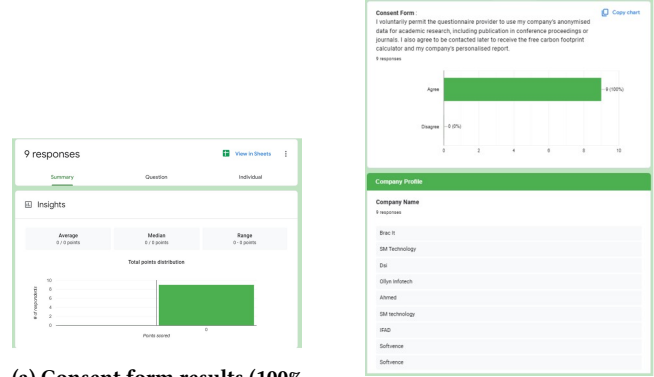 9 responses
View in Sheets
Summary Question Individual
Insights
Average Median Range
0 / 0 points 0 / 0 points 0 - 0 points
Total points distribution
# of respondents
10
8
6
4
2
0
0
Points scored
(a) Consent form results (100%
Consent Form :
Copy chart
I voluntarily permit the questionnaire provider to use my company's anonymised
data for academic research, including publication in conference proceedings or
journals. I also agree to be contacted later to receive the free carbon footprint
calculator and my company's personalised report.
9 responses
Agree 9 (100%)
Disagree 0 (0%)
0 2 4 6 8 10
Company Profile
Company Name
9 responses
Brac It
SM Technology
Dsi
Ollyn Inforech
Ahmed
SM technology
IFAD
Softvence
Softvence